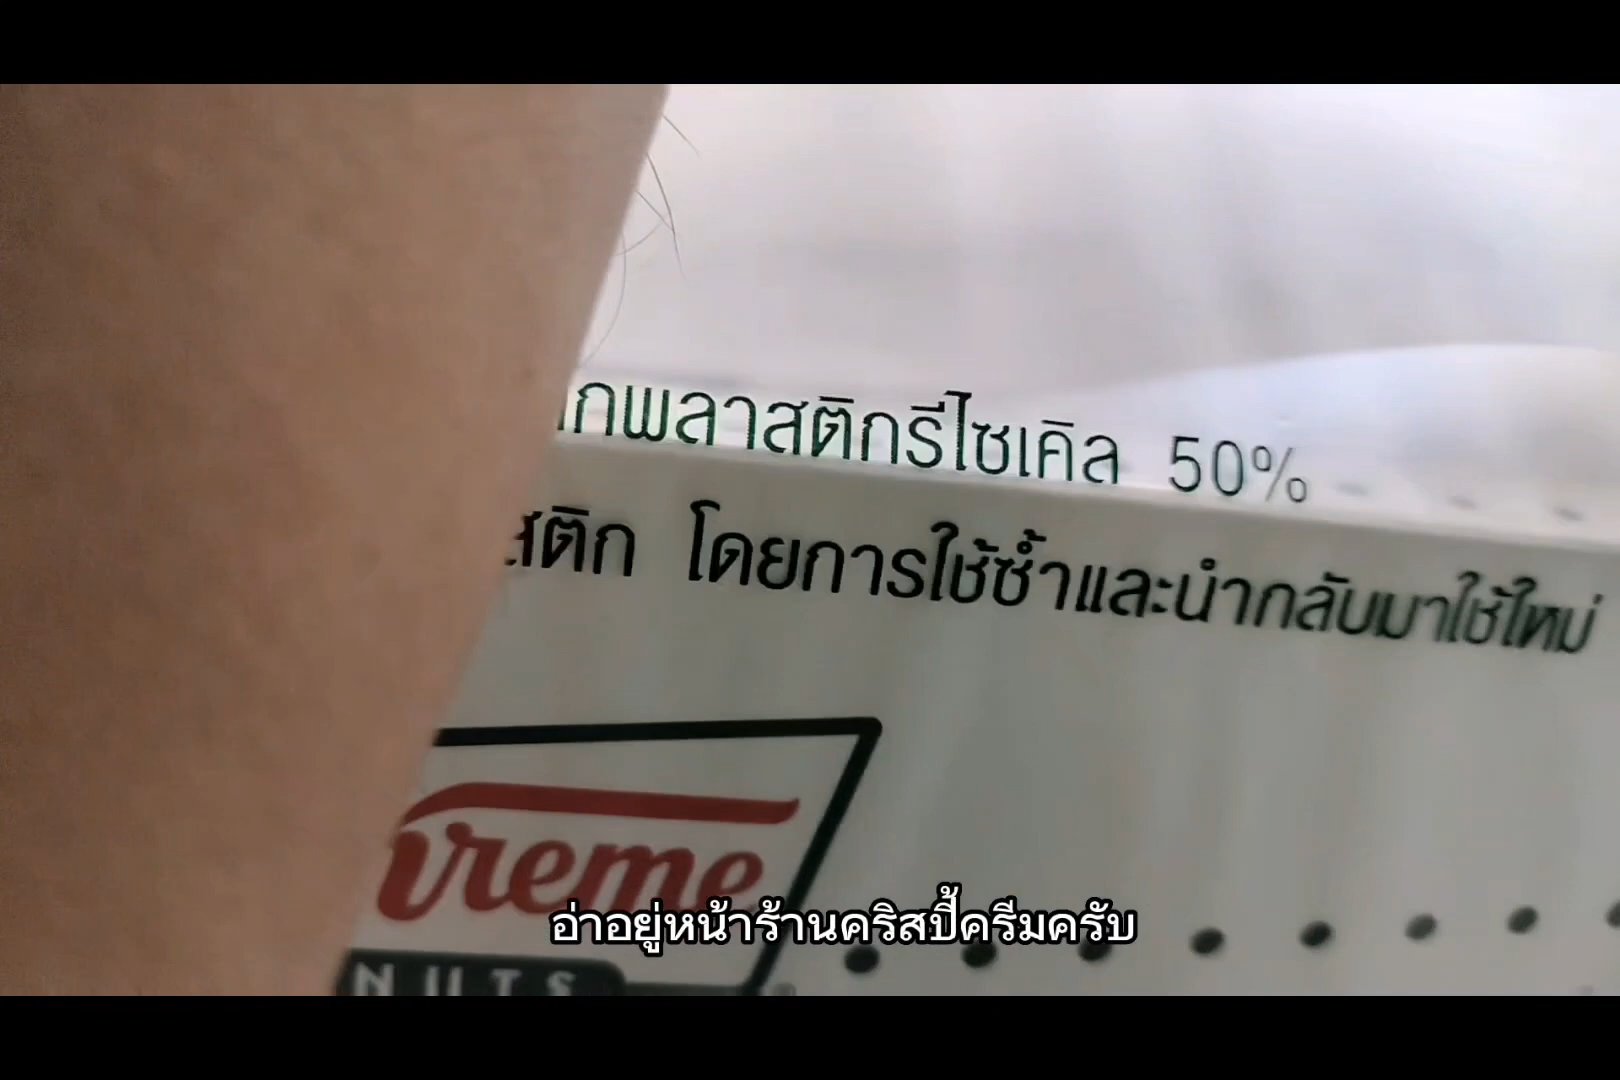 กพลาสติกรีไซเคิล 50%
สติก โดยการใช้ซ้ำและนำกลับมาใช้ใหม่
Kreme
NUTS
อ่าอยู่หน้าร้านคริสปี้ครีมครับ